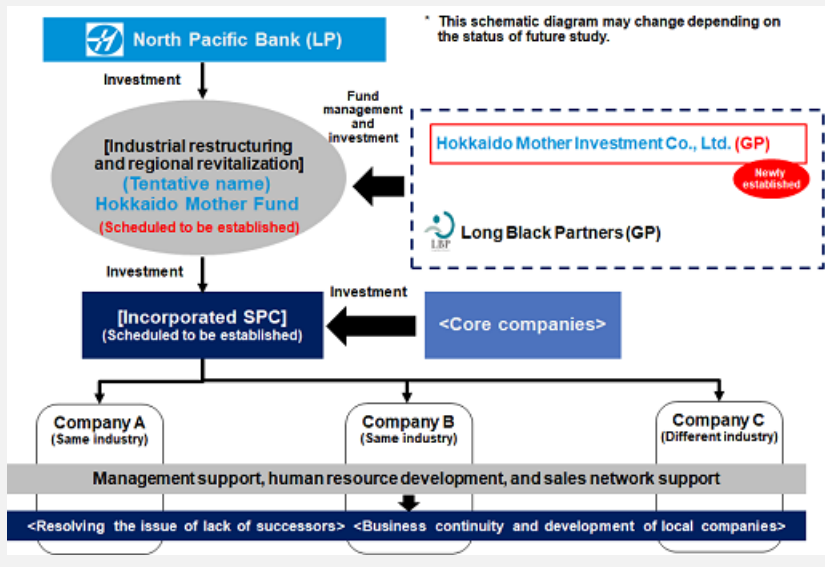 North Pacific Bank (LP)
* This schematic diagram may change depending on
the status of future study.
Investment
Fund
management
and
investment
[Industrial restructuring
and regional revitalization]
(Tentative name)
Hokkaido Mother Fund
(Scheduled to be established)
Hokkaido Mother Investment Co., Ltd. (GP)
Newly
established
LBP
Long Black Partners (GP)
Investment
Investment
[Incorporated SPC]
(Scheduled to be established)
<Core companies>
Company A
(Same industry)
Company B
(Same industry)
Company C
(Different industry)
Management support, human resource development, and sales network support
<Resolving the issue of lack of successors> <Business continuity and development of local companies>